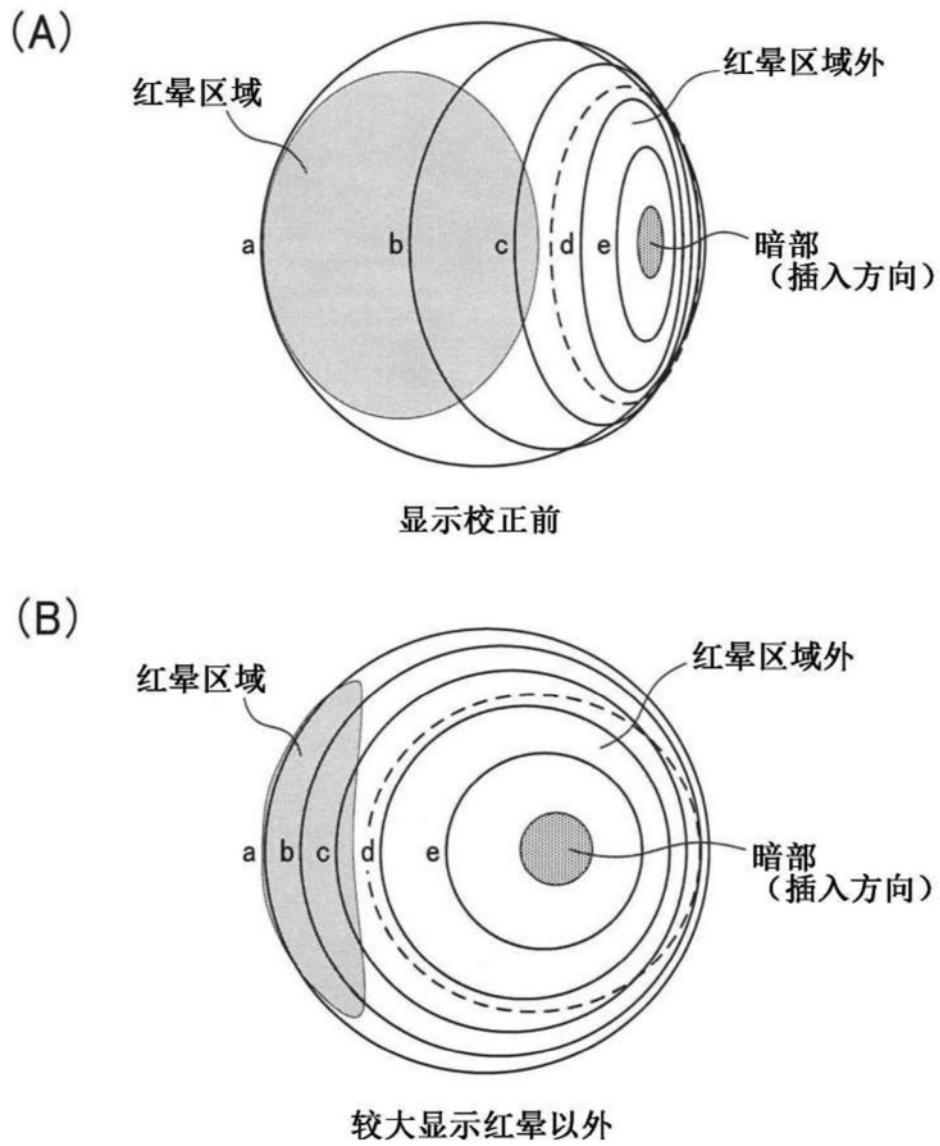 (A)
红晕区域外
红晕区域
a b c d e
暗部
（插入方向）
显示校正前
(B)
红晕区域外
红晕区域
a b c d e
暗部
（插入方向）
较大显示红晕以外